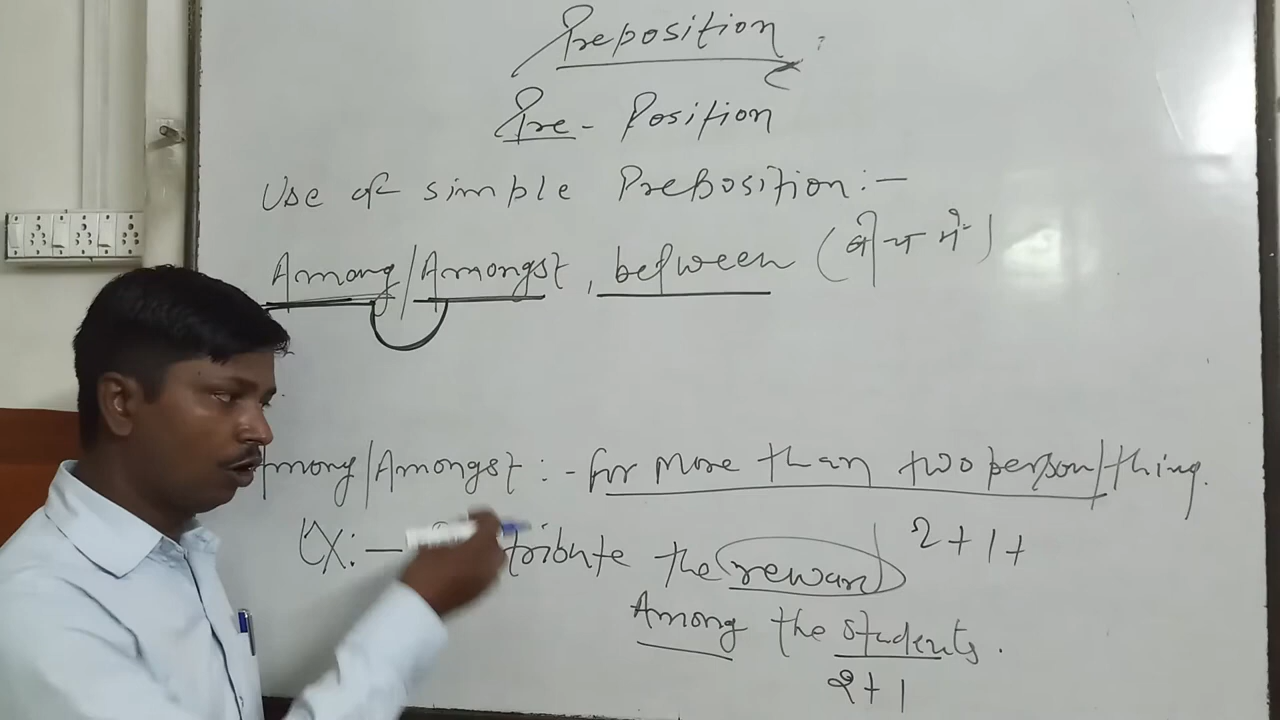 Preposition
Pre - Position
Use of simple Preposition :-
Among/Amongst, between (बीच में)
Among/Amongst : - for more than two person/thing.
Ex:- tribute the reward 2+1+
Among the students.
2+1